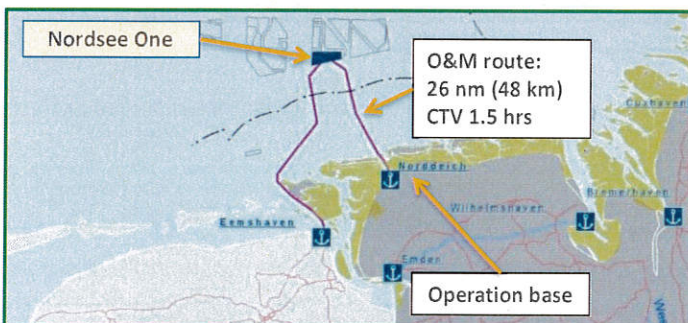 Nordsee One
O&M route:
26 nm (48 km)
CTV 1.5 hrs
Cuxhaven
Norddeich
Bremerhaven
Wilhelmshaven
Eemshaven
Emden
Operation base